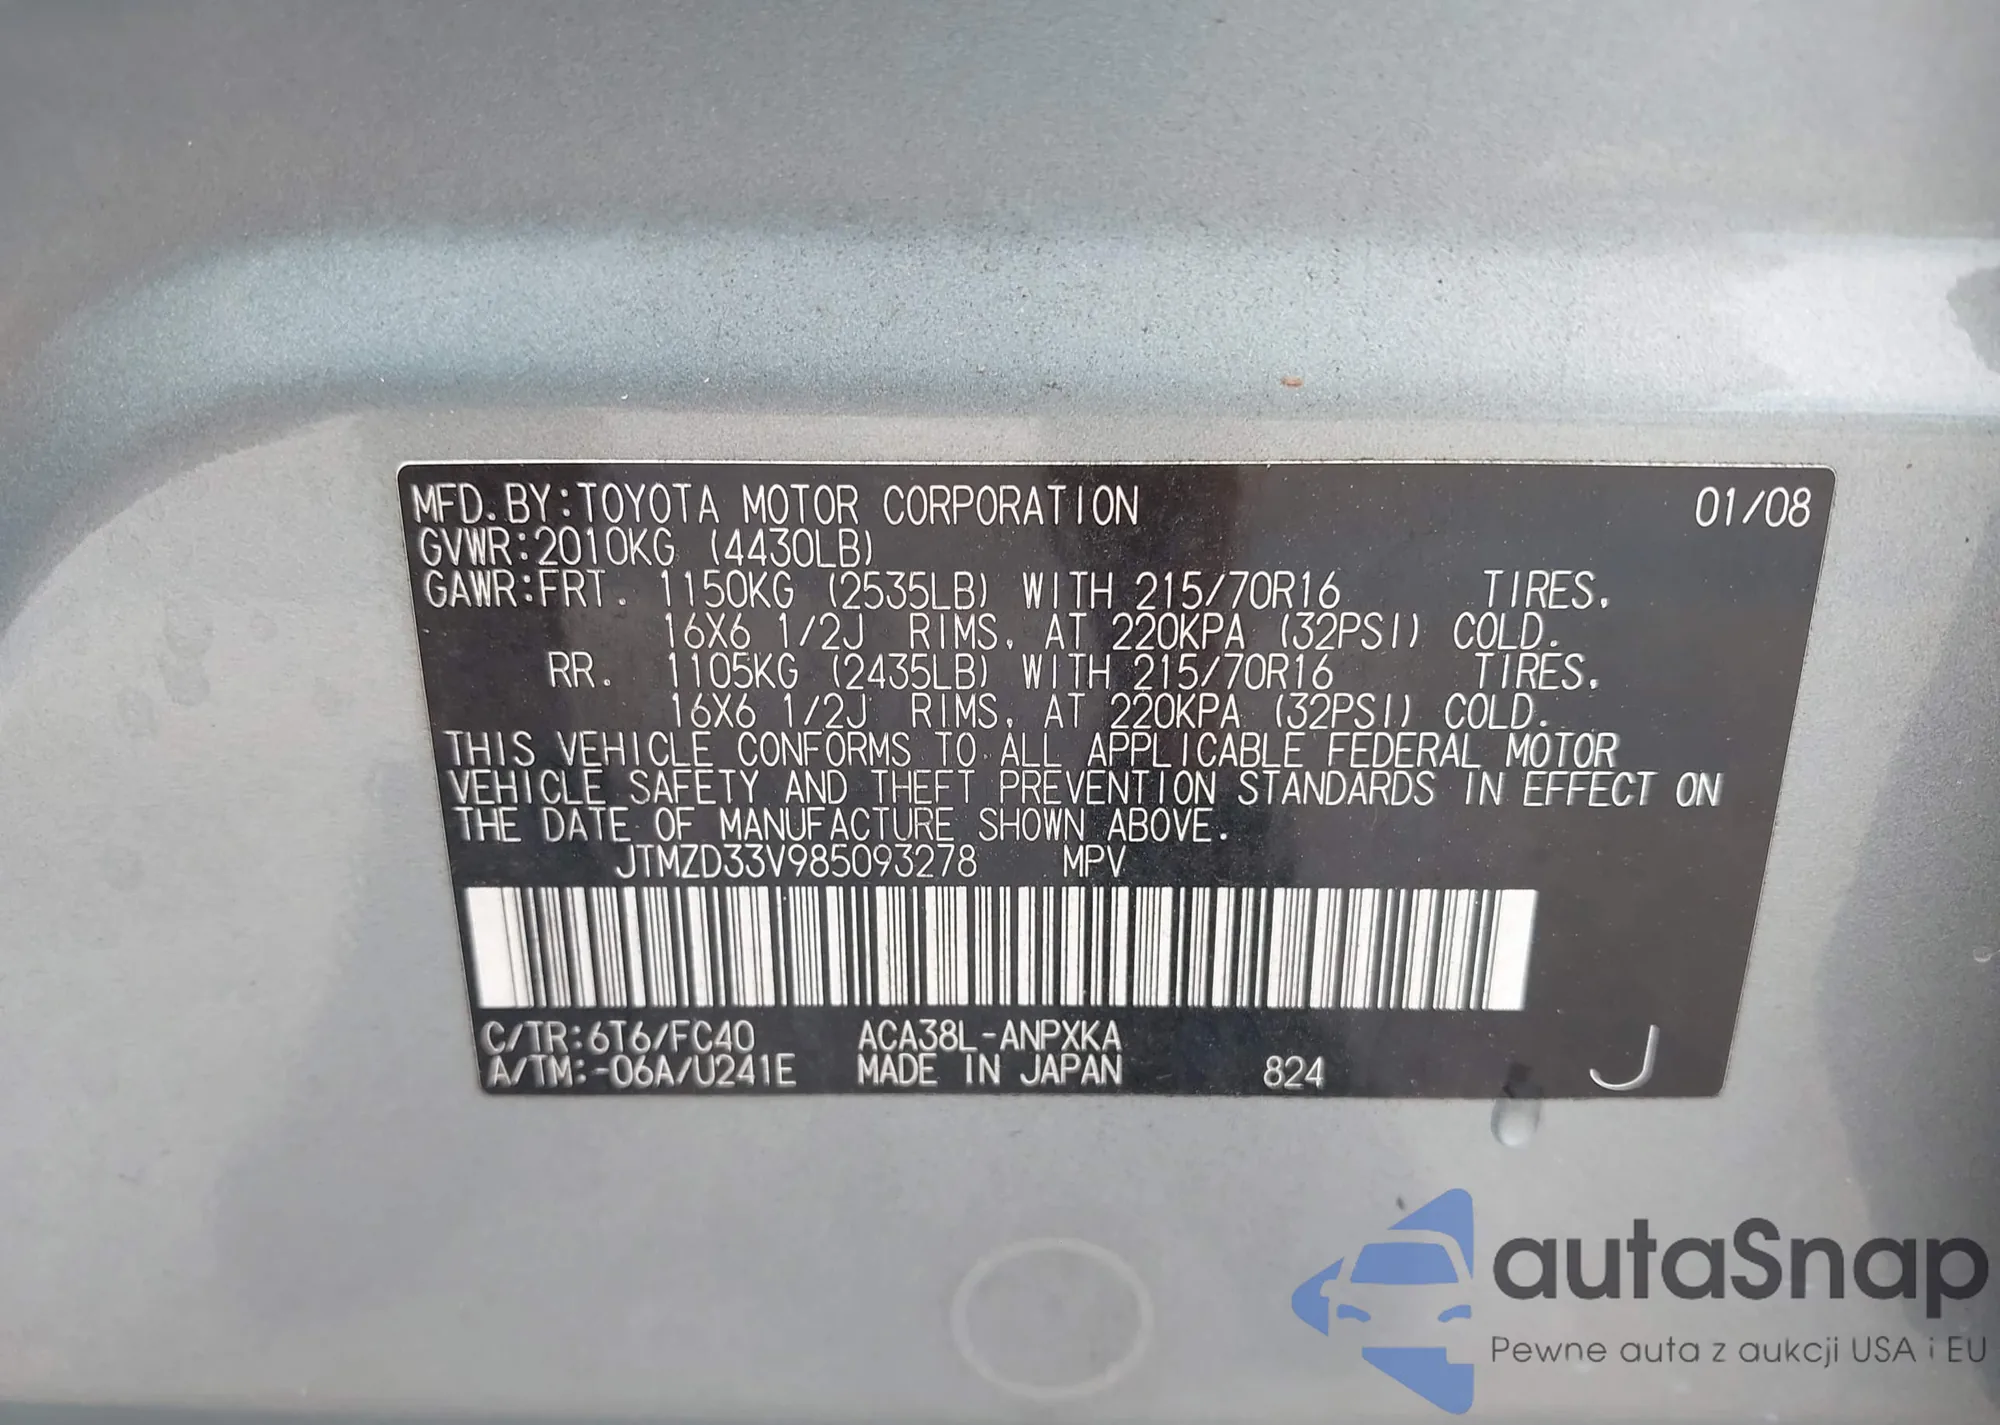 MFD. BY: TOYOTA MOTOR CORPORATION 01/08
GVWR: 2010KG (4430LB)
GAWR: FRT. 1150KG (2535LB) WITH 215/70R16 TIRES,
16X6 1/2J RIMS, AT 220KPA (32PSI) COLD.
RR. 1105KG (2435LB) WITH 215/70R16 TIRES,
16X6 1/2J RIMS, AT 220KPA (32PSI) COLD.
THIS VEHICLE CONFORMS TO ALL APPLICABLE FEDERAL MOTOR
VEHICLE SAFETY AND THEFT PREVENTION STANDARDS IN EFFECT ON
THE DATE OF MANUFACTURE SHOWN ABOVE.
JTMZD33V985093278 MPV
C/TR: 6T6/FC40 ACA38L-ANPXKA
A/TM: -06A/U241E MADE IN JAPAN 824 J
autaSnap
Pewne auta z aukcji USA i EU